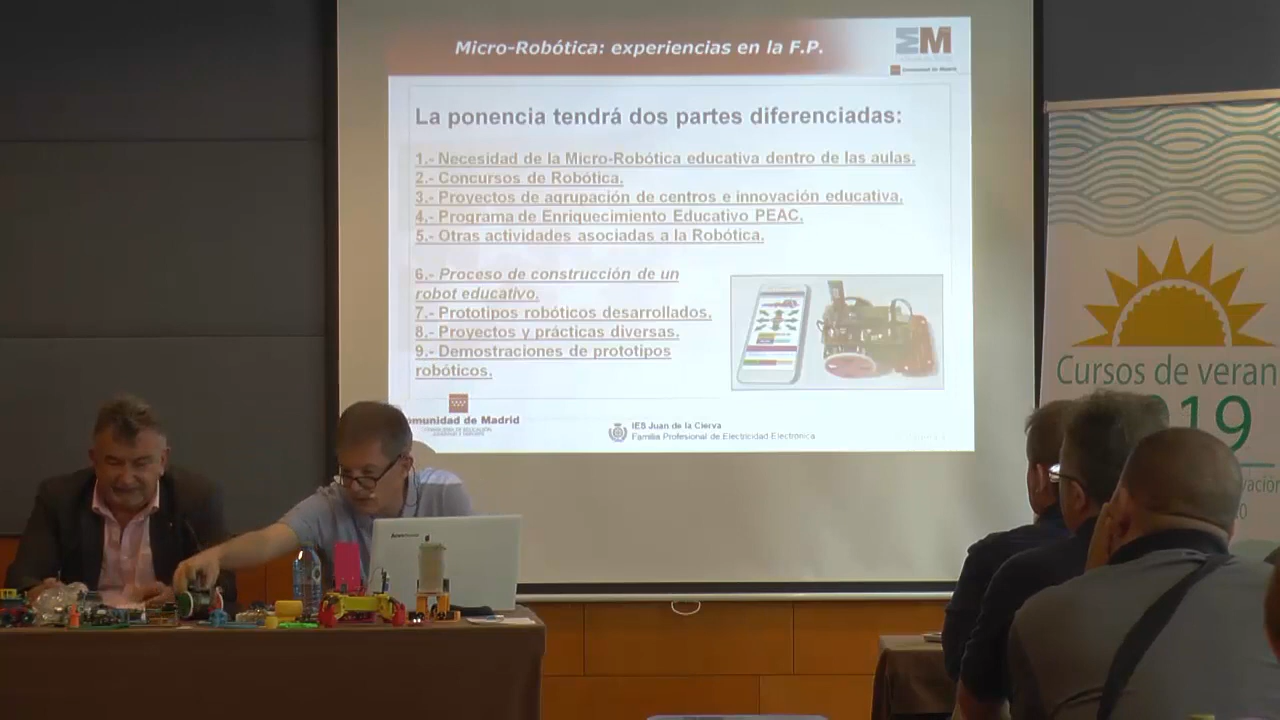 Micro-Robótica: experiencias en la F.P.
EM
Comunidad de Madrid
La ponencia tendrá dos partes diferenciadas:
1.- Necesidad de la Micro-Robótica educativa dentro de las aulas.
2.- Concursos de Robótica.
3.- Proyectos de agrupación de centros e innovación educativa.
4.- Programa de Enriquecimiento Educativo PEAC.
5.- Otras actividades asociadas a la Robótica.
6.- Proceso de construcción de un
robot educativo.
7.- Prototipos robóticos desarrollados.
8.- Proyectos y prácticas diversas.
9.- Demostraciones de prototipos
robóticos.
omunidad de Madrid
IES Juan de la Cierva
Familia Profesional de Electricidad Electrónica
Cursos de veran
19